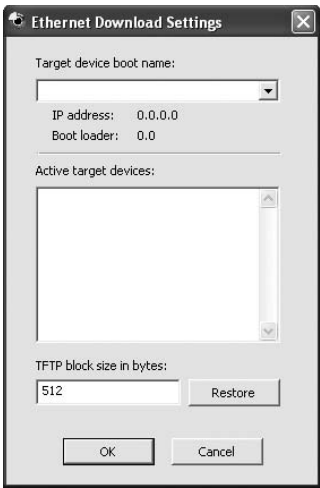 Ethernet Download Settings
Target device boot name:
IP address: 0.0.0.0
Boot loader: 0.0
Active target devices:
TFTP block size in bytes:
512 Restore
OK Cancel